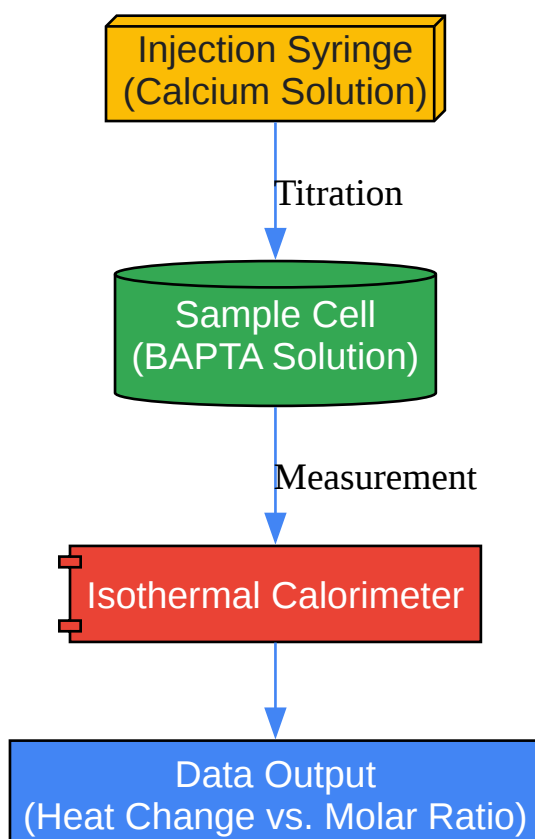 Injection Syringe
(Calcium Solution)
Titration
Sample Cell
(BAPTA Solution)
Measurement
Isothermal Calorimeter
Data Output
(Heat Change vs. Molar Ratio)